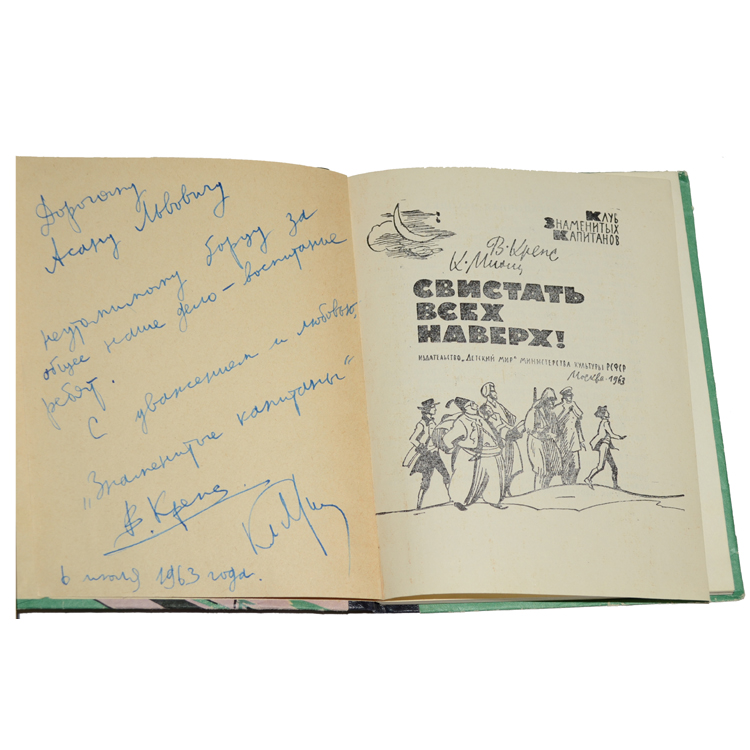 Дорогому
Асару Львовичу
неутомимому борцу за
общее наше дело – воспитание
ребят.
С уважением и любовью,
„Знаменитые капитаны“
В. Крепс.
6 июля 1963 года.
КЛУБ
ЗНАМЕНИТЫХ
КАПИТАНОВ
В. Крепс
К. Минц
СВИСТАТЬ
ВСЕХ
НАВЕРХ!
ИЗДАТЕЛЬСТВО „ДЕТСКИЙ МИР“ МИНИСТЕРСТВА КУЛЬТУРЫ РСФСР
Москва · 1963